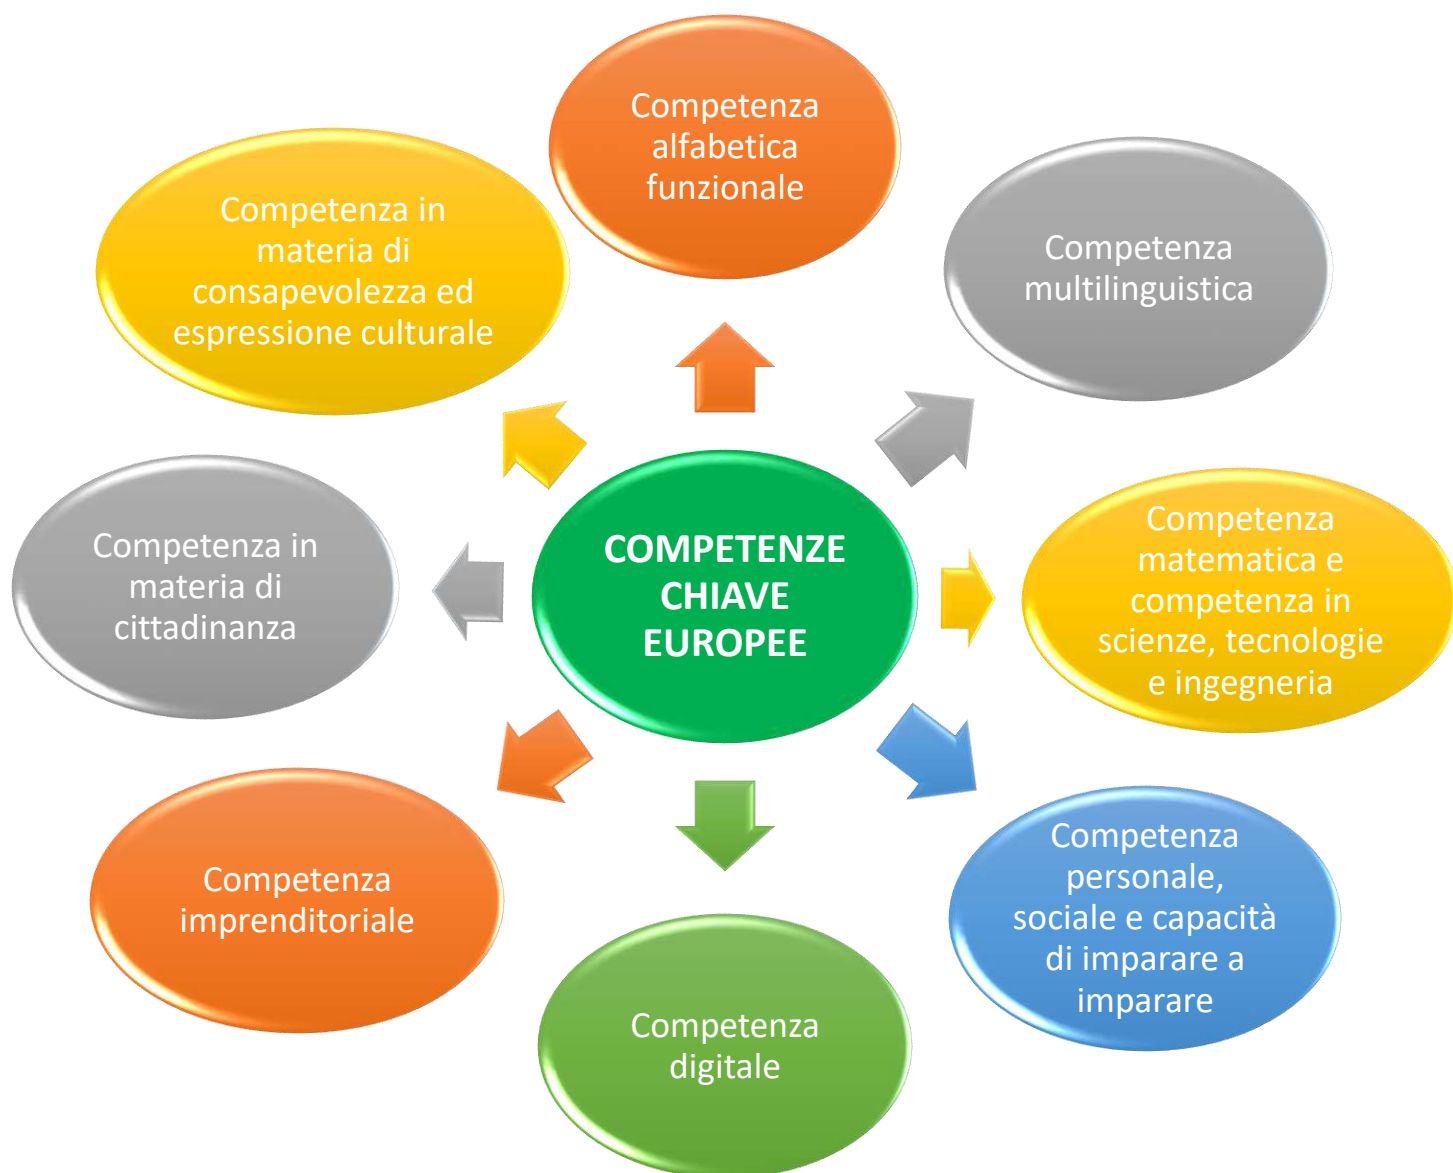 Competenza
alfabetica
funzionale
Competenza
multilinguistica
Competenza
matematica e
competenza in
scienze, tecnologie
e ingegneria
Competenza
personale,
sociale e capacità
di imparare a
imparare
Competenza
digitale
Competenza
imprenditoriale
Competenza in
materia di
cittadinanza
Competenza in
materia di
consapevolezza ed
espressione culturale
COMPETENZE
CHIAVE
EUROPEE